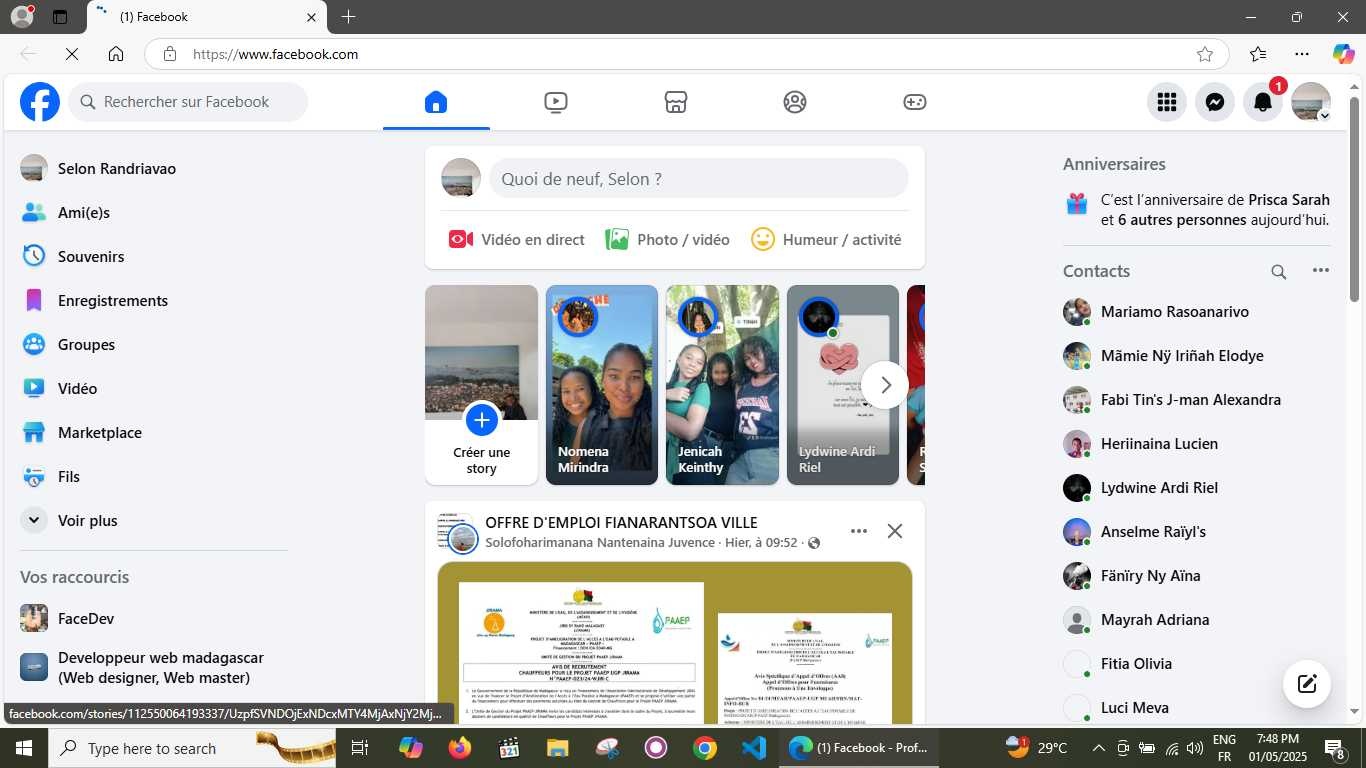 (1) Facebook
https://www.facebook.com
Rechercher sur Facebook
1
Selon Randriavao
Ami(e)s
Souvenirs
Enregistrements
Groupes
Vidéo
Marketplace
Fils
Voir plus
Vos raccourcis
FaceDev
Developpeur web madagascar
(Web designer, Web master)
facebook.com/stories/112550064193337/UzpfSVNDOjExNDcxMTY4MjAxNjY2Mj...
Quoi de neuf, Selon ?
Vidéo en direct
Photo / vidéo
Humeur / activité
Créer une
story
Nomena
Mirindra
Jenicah
Keinthy
Lydwine Ardi
Riel
OFFRE D'EMPLOI FIANARANTSOA VILLE
Solofoharimanana Nantenaina Juvence · Hier, à 09:52 ·
JIRAMA
PAAEP
AVIS DE RECRUTEMENT
CHAUFFEURS POUR LE PROJET PAAEP UGP JIRAMA
Anniversaires
C'est l'anniversaire de Prisca Sarah
et 6 autres personnes aujourd'hui.
Contacts
Mariamo Rasoanarivo
Mãmie Nÿ Iriñah Elodye
Fabi Tin's J-man Alexandra
Heriinaina Lucien
Lydwine Ardi Riel
Anselme Raïyl's
Fänïry Ny Aïna
Mayrah Adriana
Fitia Olivia
Luci Meva
Type here to search
321
(1) Facebook - Prof...
1
29°C
ENG
FR
7:48 PM
01/05/2025
8